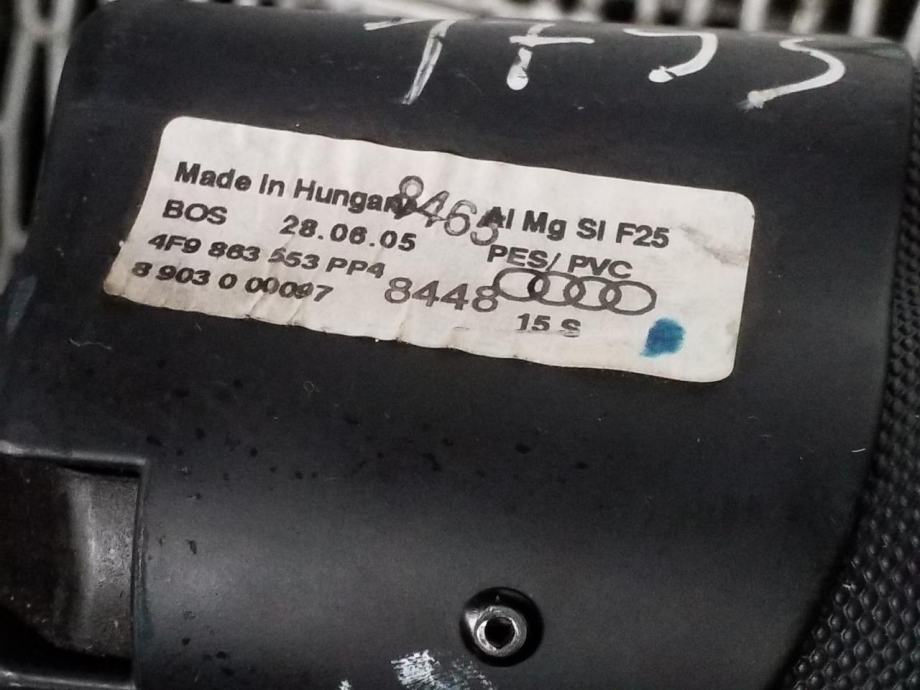 Made in Hungary 8465 Al Mg SI F25
BOS 28.06.05 PES/ PVC
4F9 863 553 PP4
8 903 0 00097 8448 15 S